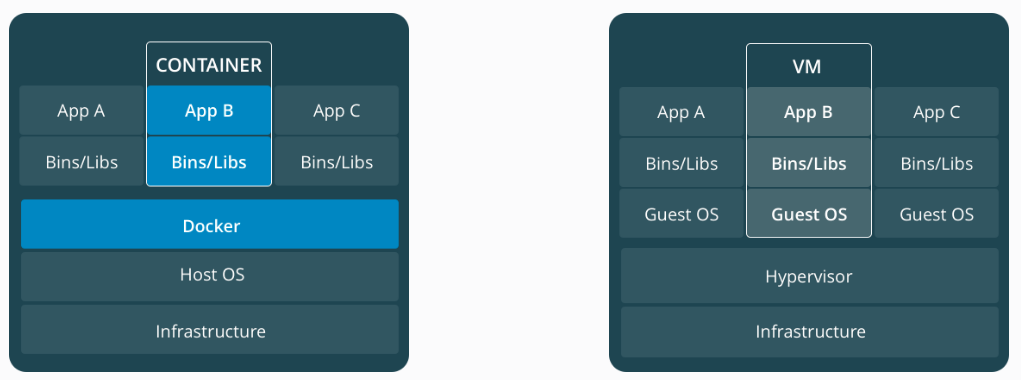 CONTAINER
App A
App B
App C
Bins/Libs
Bins/Libs
Bins/Libs
Docker
Host OS
Infrastructure
VM
App A
App B
App C
Bins/Libs
Bins/Libs
Bins/Libs
Guest OS
Guest OS
Guest OS
Hypervisor
Infrastructure